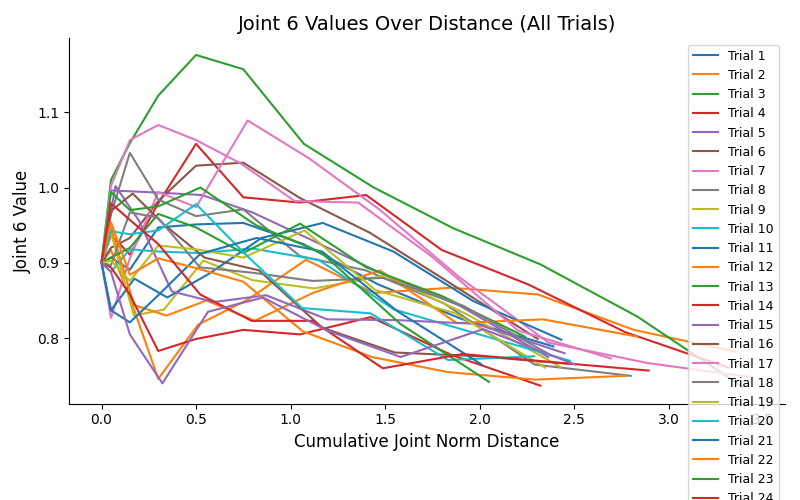 Joint 6 Values Over Distance (All Trials)
Joint 6 Value
1.1
1.0
0.9
0.8
0.0 0.5 1.0 1.5 2.0 2.5 3.0
Cumulative Joint Norm Distance
Trial 1
Trial 2
Trial 3
Trial 4
Trial 5
Trial 6
Trial 7
Trial 8
Trial 9
Trial 10
Trial 11
Trial 12
Trial 13
Trial 14
Trial 15
Trial 16
Trial 17
Trial 18
Trial 19
Trial 20
Trial 21
Trial 22
Trial 23
Trial 24